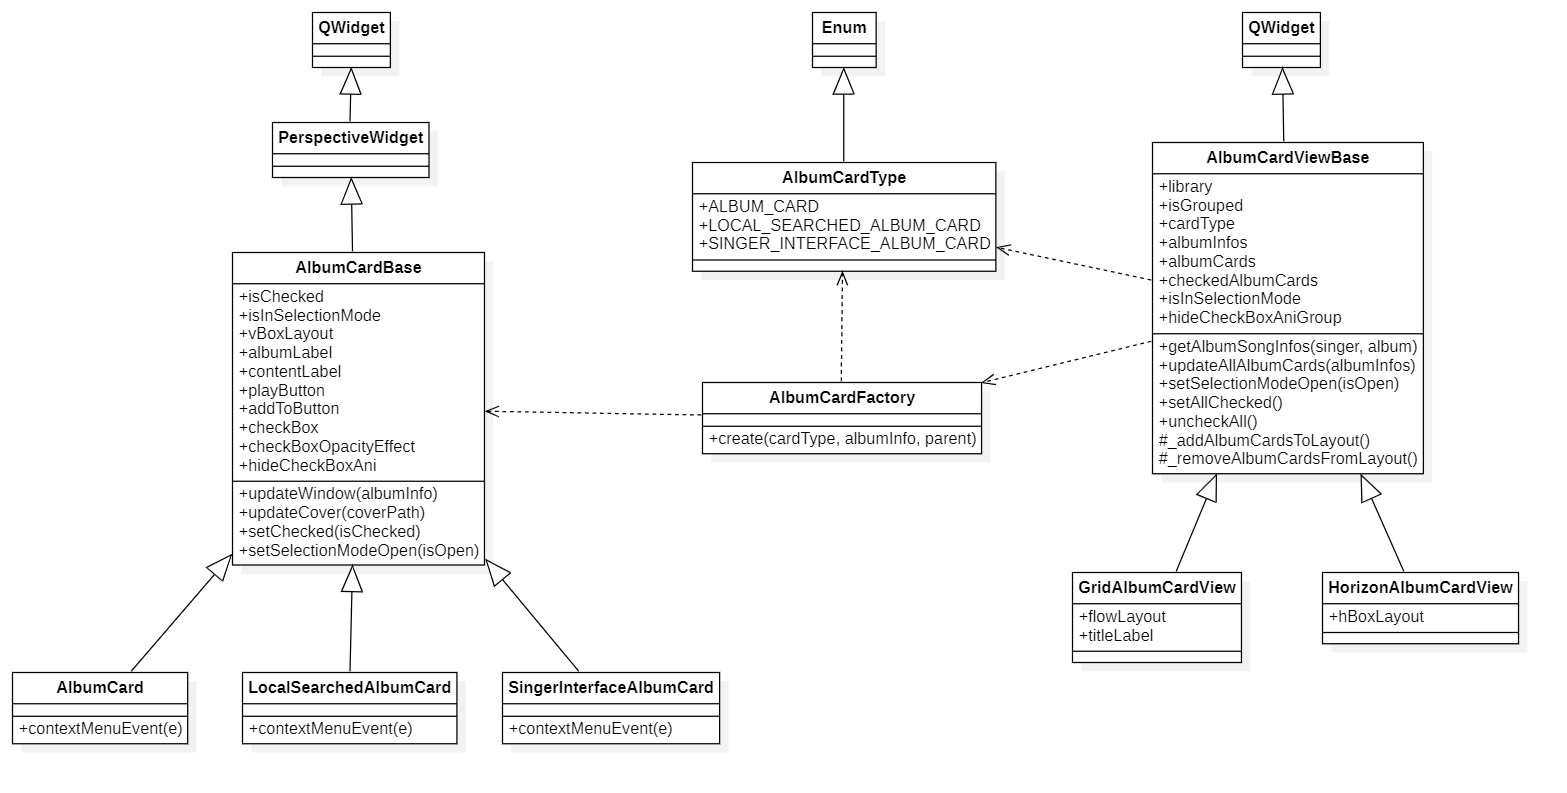 QWidget
PerspectiveWidget
AlbumCardBase
+isChecked
+isInSelectionMode
+vBoxLayout
+albumLabel
+contentLabel
+playButton
+addToButton
+checkBox
+checkBoxOpacityEffect
+hideCheckBoxAni
+updateWindow(albumInfo)
+updateCover(coverPath)
+setChecked(isChecked)
+setSelectionModeOpen(isOpen)
AlbumCard
+contextMenuEvent(e)
LocalSearchedAlbumCard
+contextMenuEvent(e)
SingerInterfaceAlbumCard
+contextMenuEvent(e)
Enum
AlbumCardType
+ALBUM_CARD
+LOCAL_SEARCHED_ALBUM_CARD
+SINGER_INTERFACE_ALBUM_CARD
AlbumCardFactory
+create(cardType, albumInfo, parent)
QWidget
AlbumCardViewBase
+library
+isGrouped
+cardType
+albumInfos
+albumCards
+checkedAlbumCards
+isInSelectionMode
+hideCheckBoxAniGroup
+getAlbumSongInfos(singer, album)
+updateAllAlbumCards(albumInfos)
+setSelectionModeOpen(isOpen)
+setAllChecked()
+uncheckAll()
#_addAlbumCardsToLayout()
#_removeAlbumCardsFromLayout()
GridAlbumCardView
+flowLayout
+titleLabel
HorizonAlbumCardView
+hBoxLayout